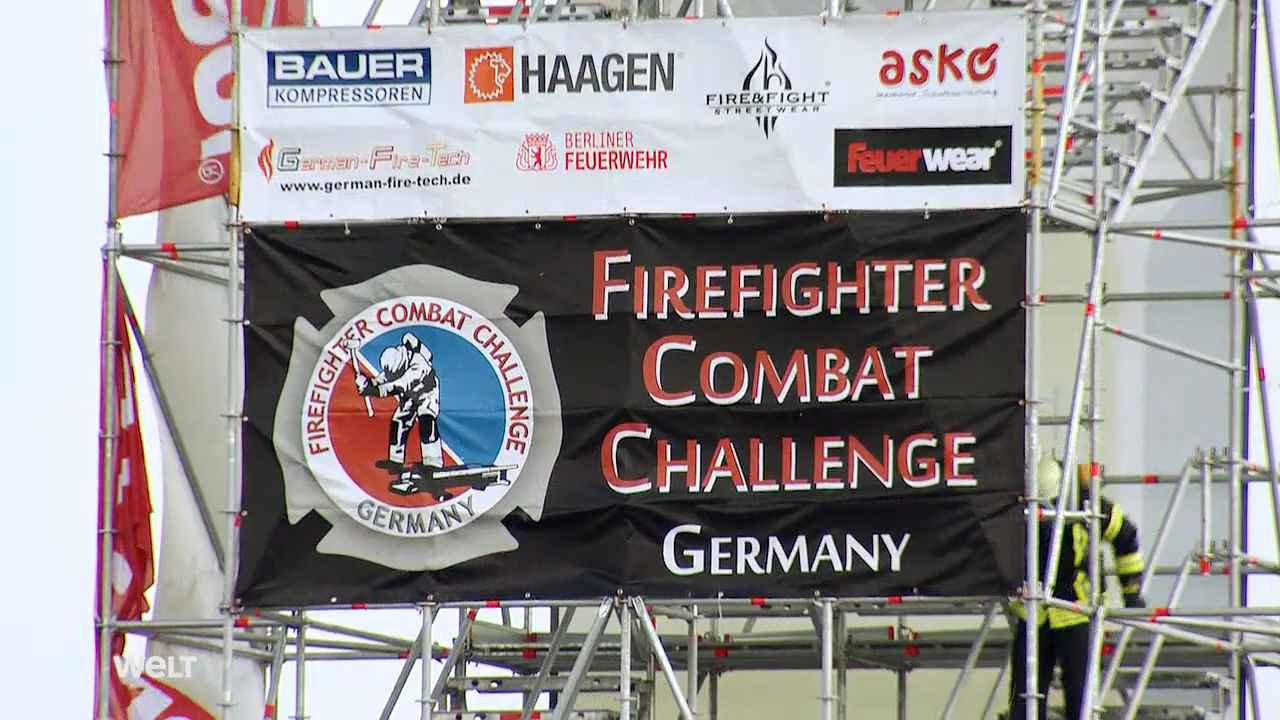 BAUER
KOMPRESSOREN
HAAGEN
FIRE&FIGHT
STREETWEAR
asko
German-Fire-Tech
www.german-fire-tech.de
BERLINER
FEUERWEHR
Feuerwear
FIREFIGHTER COMBAT CHALLENGE
GERMANY
FIREFIGHTER
COMBAT
CHALLENGE
GERMANY
WELT